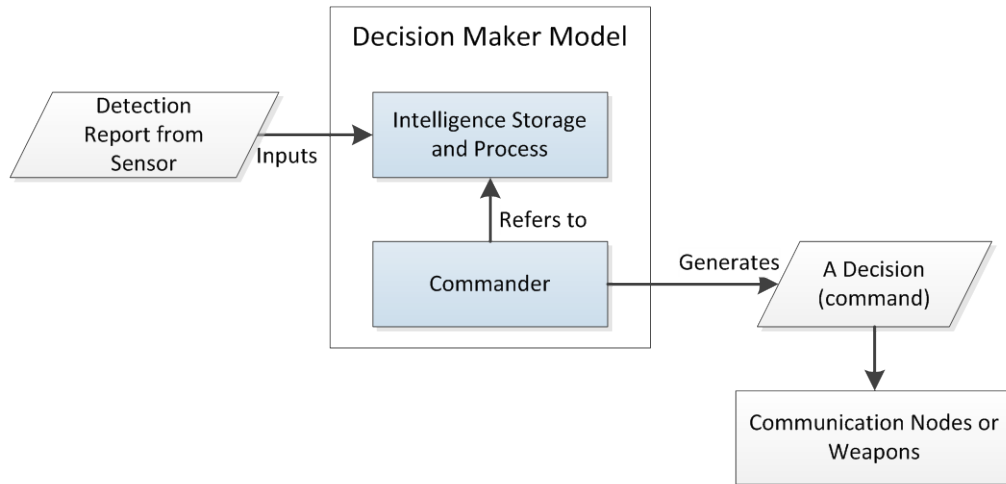 Decision Maker Model
Detection
Report from
Sensor
Inputs
Intelligence Storage
and Process
Refers to
Commander
Generates
A Decision
(command)
Communication Nodes or
Weapons